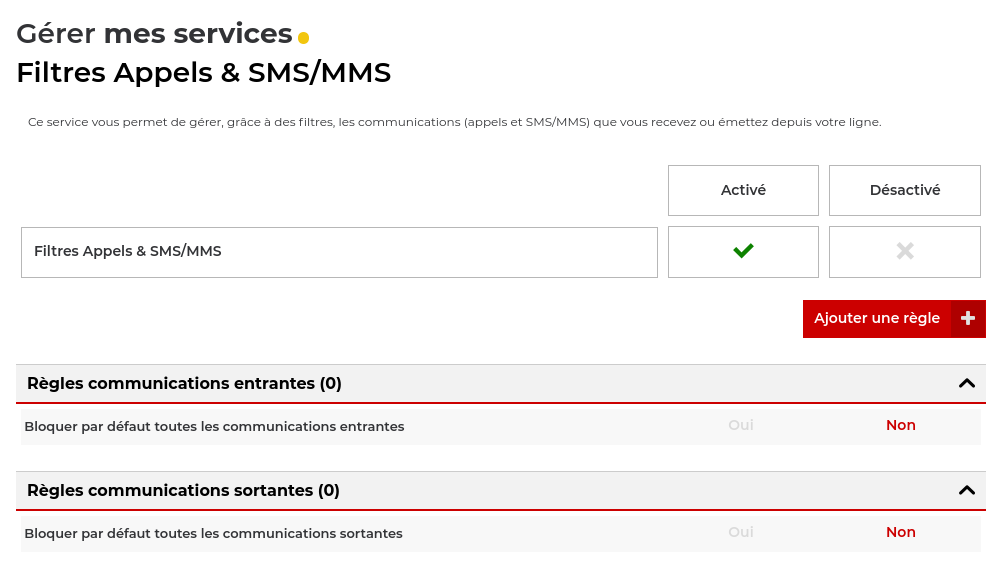 Gérer mes services
Filtres Appels & SMS/MMS
Ce service vous permet de gérer, grâce à des filtres, les communications (appels et SMS/MMS) que vous recevez ou émettez depuis votre ligne.
Activé
Désactivé
Filtres Appels & SMS/MMS
Ajouter une règle
Règles communications entrantes (0)
Bloquer par défaut toutes les communications entrantes Oui Non
Règles communications sortantes (0)
Bloquer par défaut toutes les communications sortantes Oui Non